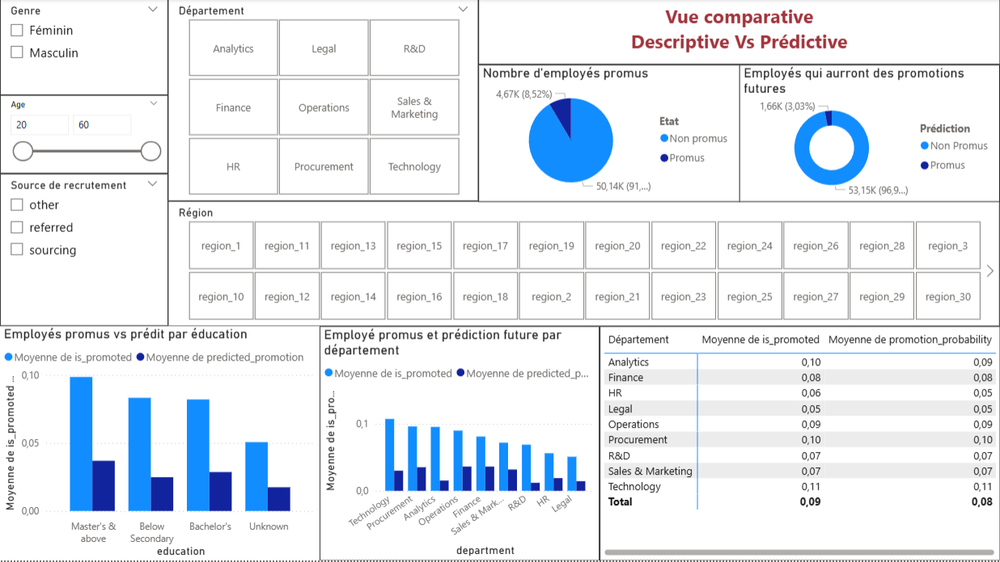 Genre
Féminin
Masculin
Age
20
60
Source de recrutement
other
referred
sourcing
Département
Analytics
Legal
R&D
Finance
Operations
Sales &
Marketing
HR
Procurement
Technology
Vue comparative
Descriptive Vs Prédictive
Nombre d'employés promus
4,67K (8,52%)
50,14K (91,...)
Etat
Non promus
Promus
Employés qui aurront des promotions
futures
1,66K (3,03%)
53,15K (96,9...)
Prédiction
Non Promus
Promus
Région
region_1
region_11
region_13
region_15
region_17
region_19
region_20
region_22
region_24
region_26
region_28
region_3
region_10
region_12
region_14
region_16
region_18
region_2
region_21
region_23
region_25
region_27
region_29
region_30
Employés promus vs prédit par éducation
Moyenne de is_promoted Moyenne de predicted_promotion
Moyenne de is_promoted ...
0,10
0,05
0,00
Master's &
above
Below
Secondary
Bachelor's
Unknown
education
Employé promus et prédiction future par
département
Moyenne de is_promoted Moyenne de predicted_p...
Moyenne de is_pro...
0,1
0,0
Technology
Procurement
Analytics
Operations
Finance
Sales & Mark...
R&D
HR
Legal
department
Département Moyenne de is_promoted Moyenne de promotion_probability
Analytics 0,10 0,09
Finance 0,08 0,08
HR 0,06 0,05
Legal 0,05 0,05
Operations 0,09 0,09
Procurement 0,10 0,10
R&D 0,07 0,07
Sales & Marketing 0,07 0,07
Technology 0,11 0,11
Total 0,09 0,08